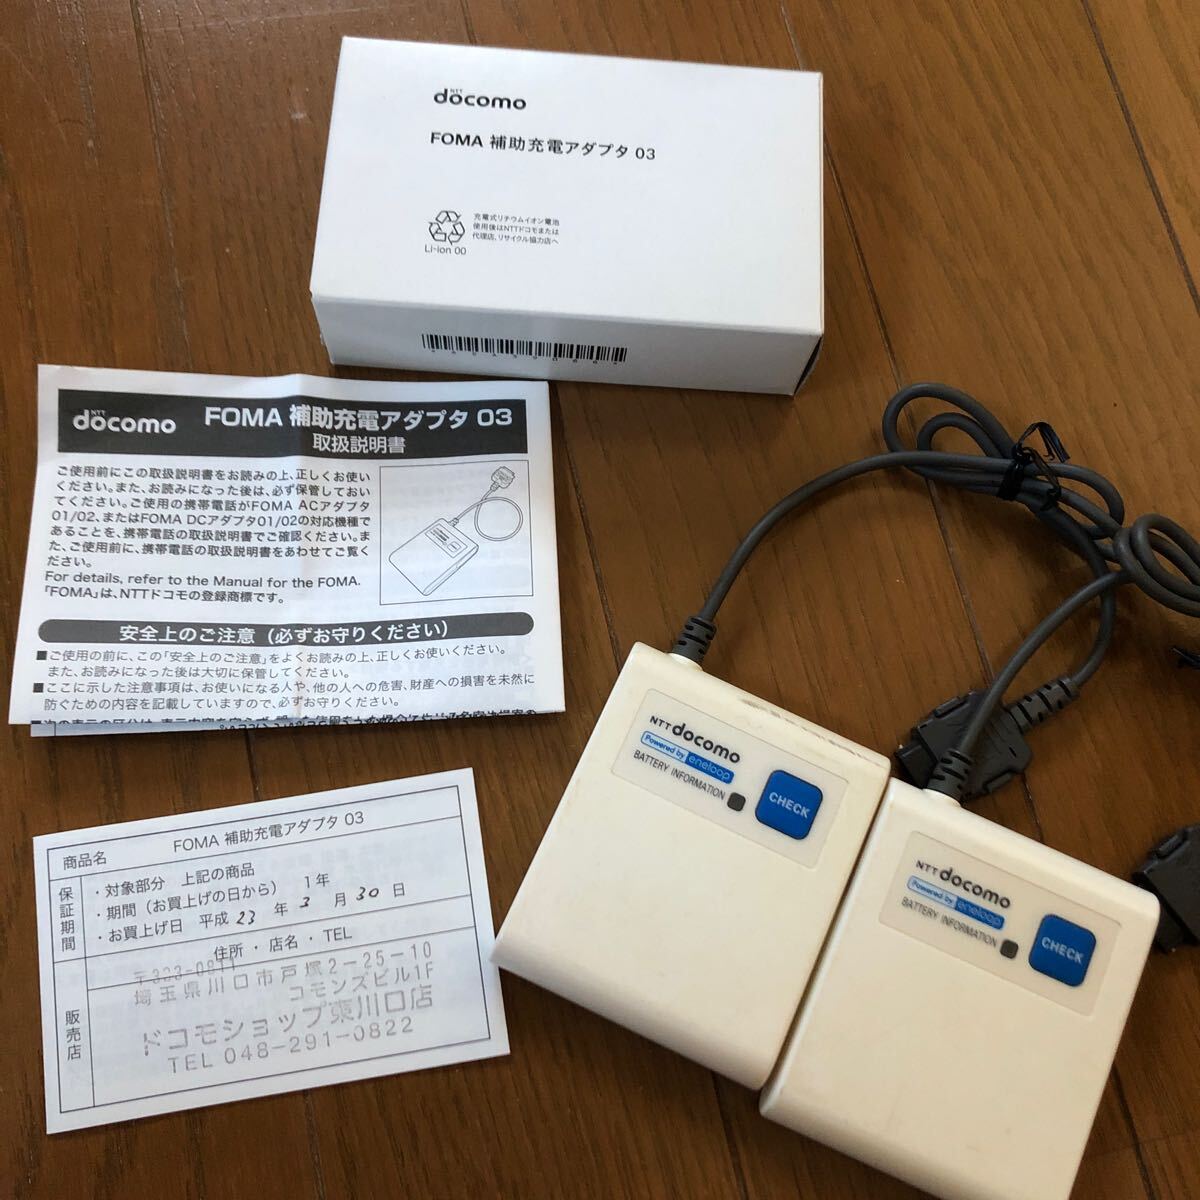 NTT
docomo
FOMA 補助充電アダプタ 03
充電式リチウムイオン電池
使用後はNTTドコモまたは
代理店、リサイクル協力店へ
Li-ion 00
NTT
docomo
FOMA 補助充電アダプタ 03
取扱説明書
ご使用前にこの取扱説明書をお読みの上、正しくお使い
ください。また、お読みになった後は、必ず保管しておい
てください。ご使用の携帯電話がFOMA ACアダプタ
01/02、またはFOMA DCアダプタ01/02の対応機種で
あることを、携帯電話の取扱説明書でご確認ください。ま
た、ご使用前に、携帯電話の取扱説明書をあわせてご覧く
ださい。
For details, refer to the Manual for the FOMA.
「FOMA」は、NTTドコモの登録商標です。
安全上のご注意（必ずお守りください）
■ご使用の前に、この「安全上のご注意」をよくお読みの上、正しくお使いください。
また、お読みになった後は大切に保管してください。
■ここに示した注意事項は、お使いになる人や、他の人への危害、財産への損害を未然に
防ぐための内容を記載していますので、必ずお守りください。
商品名
FOMA 補助充電アダプタ 03
保証期間
・対象部分 上記の商品
・期間（お買上げの日から） 1年
・お買上げ日 平成 23 年 3 月 30 日
販売店
住所・店名・TEL
埼玉県川口市戸塚2-25-10
コモンズビル1F
ドコモショップ東川口店
TEL 048-291-0822
NTT docomo
Powered by eneloop
BATTERY INFORMATION
CHECK
NTT docomo
Powered by eneloop
BATTERY INFORMATION
CHECK